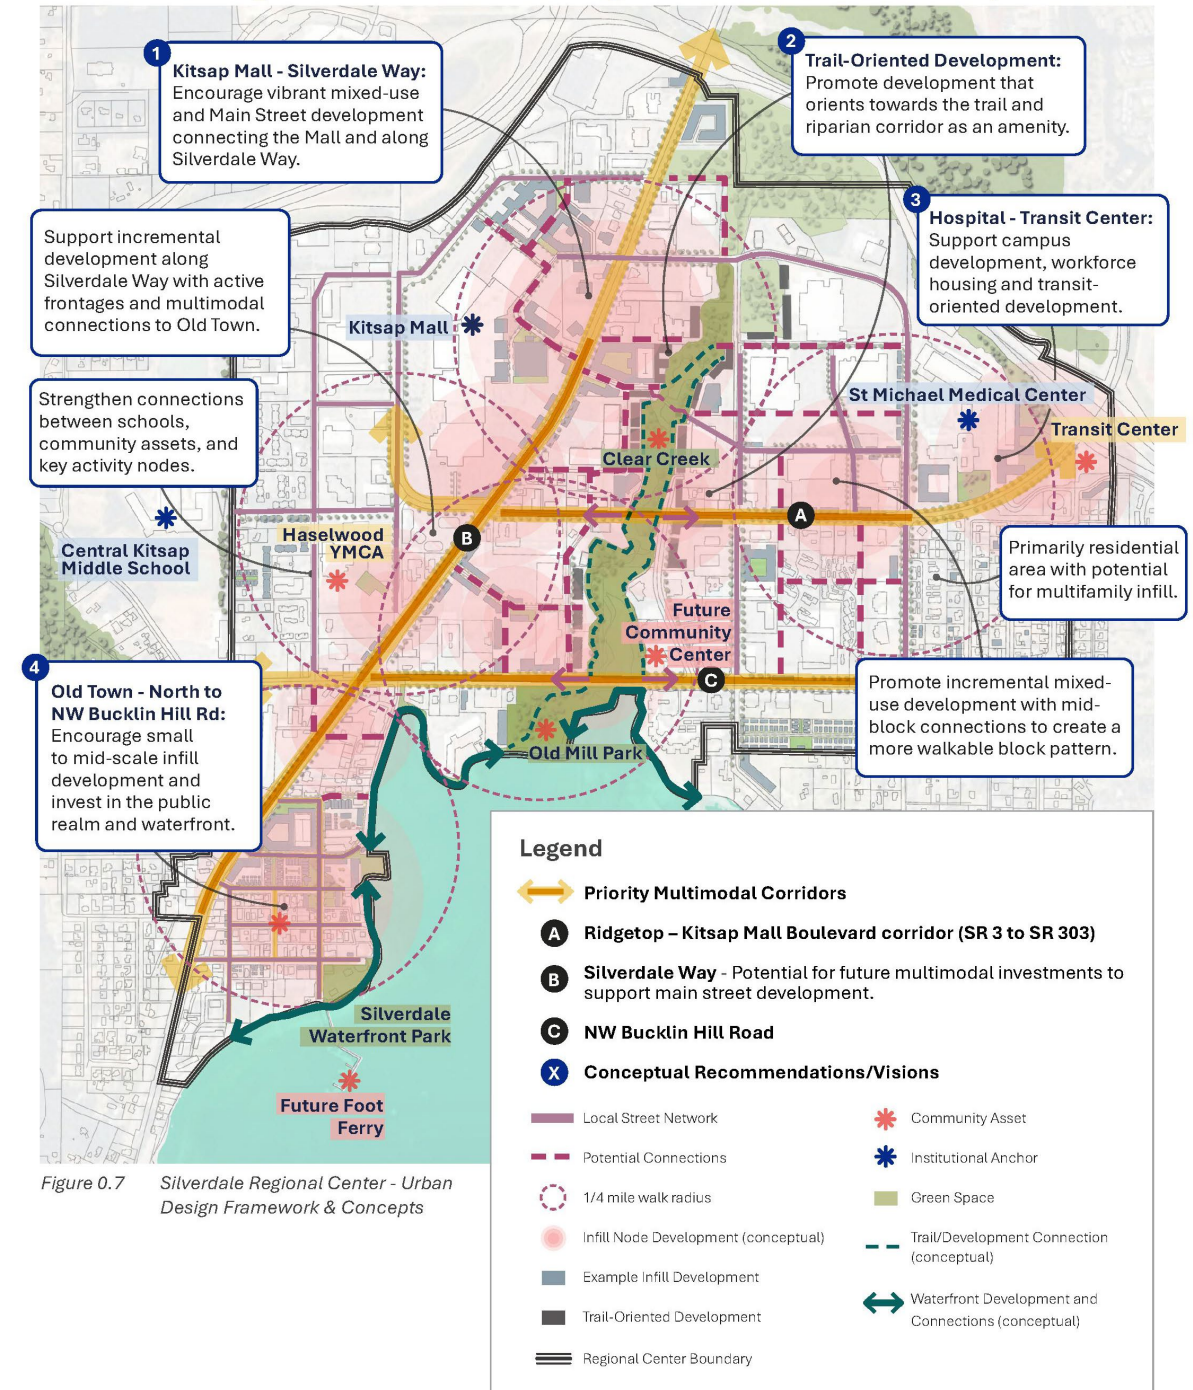 1
Kitsap Mall - Silverdale Way:
Encourage vibrant mixed-use
and Main Street development
connecting the Mall and along
Silverdale Way.
2
Trail-Oriented Development:
Promote development that
orients towards the trail and
riparian corridor as an amenity.
3
Hospital - Transit Center:
Support campus
development, workforce
housing and transit-
oriented development.
Support incremental
development along
Silverdale Way with active
frontages and multimodal
connections to Old Town.
Kitsap Mall
Strengthen connections
between schools,
community assets, and
key activity nodes.
St Michael Medical Center
Transit Center
Clear Creek
A
B
Haselwood
YMCA
Central Kitsap
Middle School
Primarily residential
area with potential
for multifamily infill.
Future
Community
Center
C
4
Old Town - North to
NW Bucklin Hill Rd:
Encourage small
to mid-scale infill
development and
invest in the public
realm and waterfront.
Promote incremental mixed-
use development with mid-
block connections to create a
more walkable block pattern.
Old Mill Park
Silverdale
Waterfront Park
Future Foot
Ferry
Legend
Priority Multimodal Corridors
A Ridgetop – Kitsap Mall Boulevard corridor (SR 3 to SR 303)
B Silverdale Way - Potential for future multimodal investments to
support main street development.
C NW Bucklin Hill Road
X Conceptual Recommendations/Visions
Local Street Network
Potential Connections
1/4 mile walk radius
Infill Node Development (conceptual)
Example Infill Development
Trail-Oriented Development
Regional Center Boundary
Community Asset
Institutional Anchor
Green Space
Trail/Development Connection
(conceptual)
Waterfront Development and
Connections (conceptual)
Figure 0.7 Silverdale Regional Center - Urban
Design Framework & Concepts